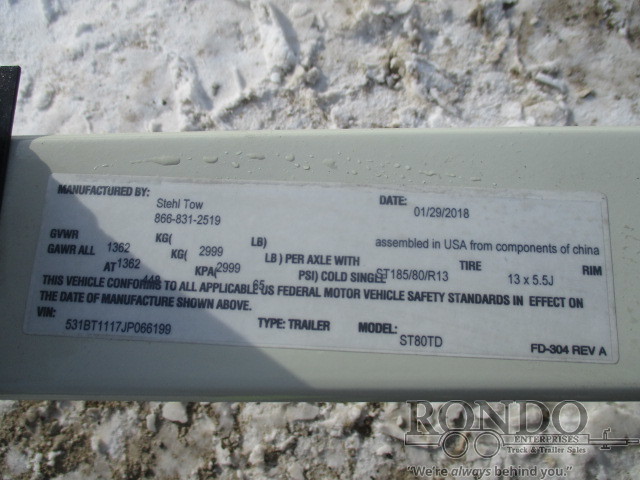 MANUFACTURED BY: Stehl Tow DATE: 01/29/2018
866-831-2519
GVWR 1362 KG( 2999 LB) assembled in USA from components of china
GAWR ALL 1362 KG( 2999 LB ) PER AXLE WITH ST185/80/R13 TIRE 13 x 5.5J RIM
AT 448 KPA( 65 PSI) COLD SINGLE
THIS VEHICLE CONFORMS TO ALL APPLICABLE US FEDERAL MOTOR VEHICLE SAFETY STANDARDS IN EFFECT ON
THE DATE OF MANUFACTURE SHOWN ABOVE.
VIN: 531BT1117JP066199 TYPE: TRAILER MODEL: ST80TD
FD-304 REV A
RONDO
ENTERPRISES
Truck & Trailer Sales
"We're always behind you."